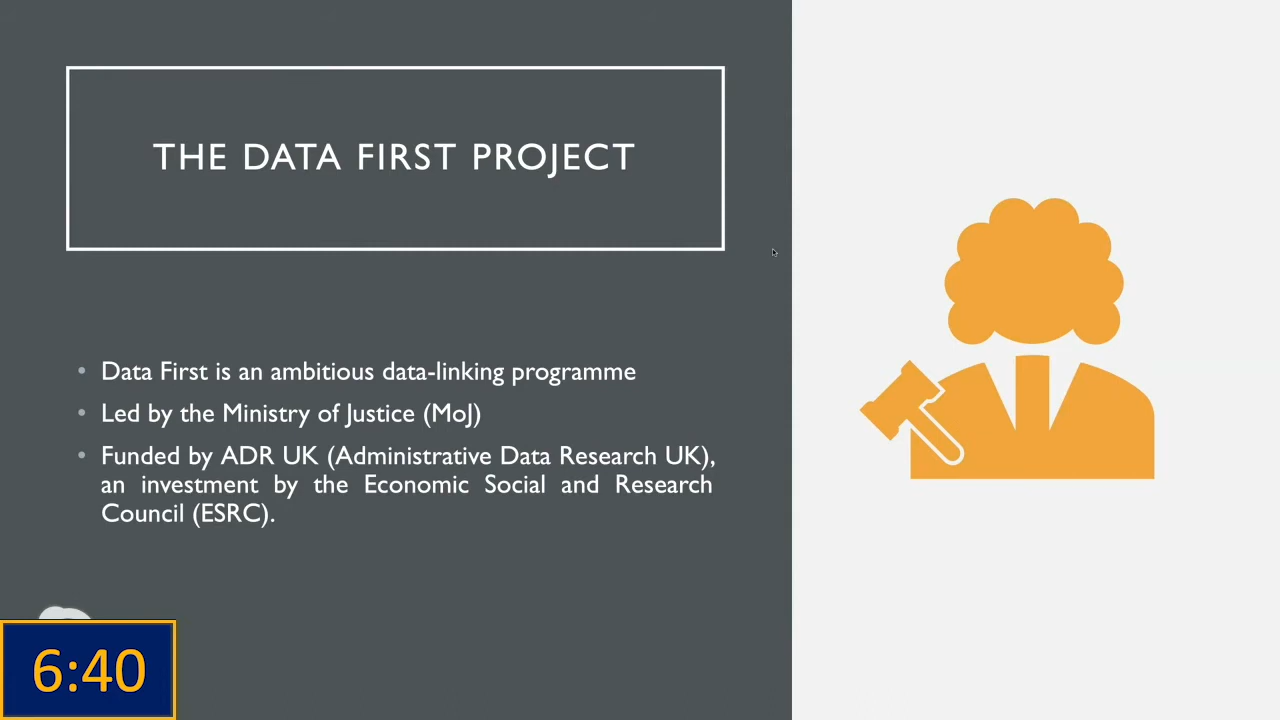 THE DATA FIRST PROJECT
• Data First is an ambitious data-linking programme
• Led by the Ministry of Justice (MoJ)
• Funded by ADR UK (Administrative Data Research UK),
an investment by the Economic Social and Research
Council (ESRC).
6:40